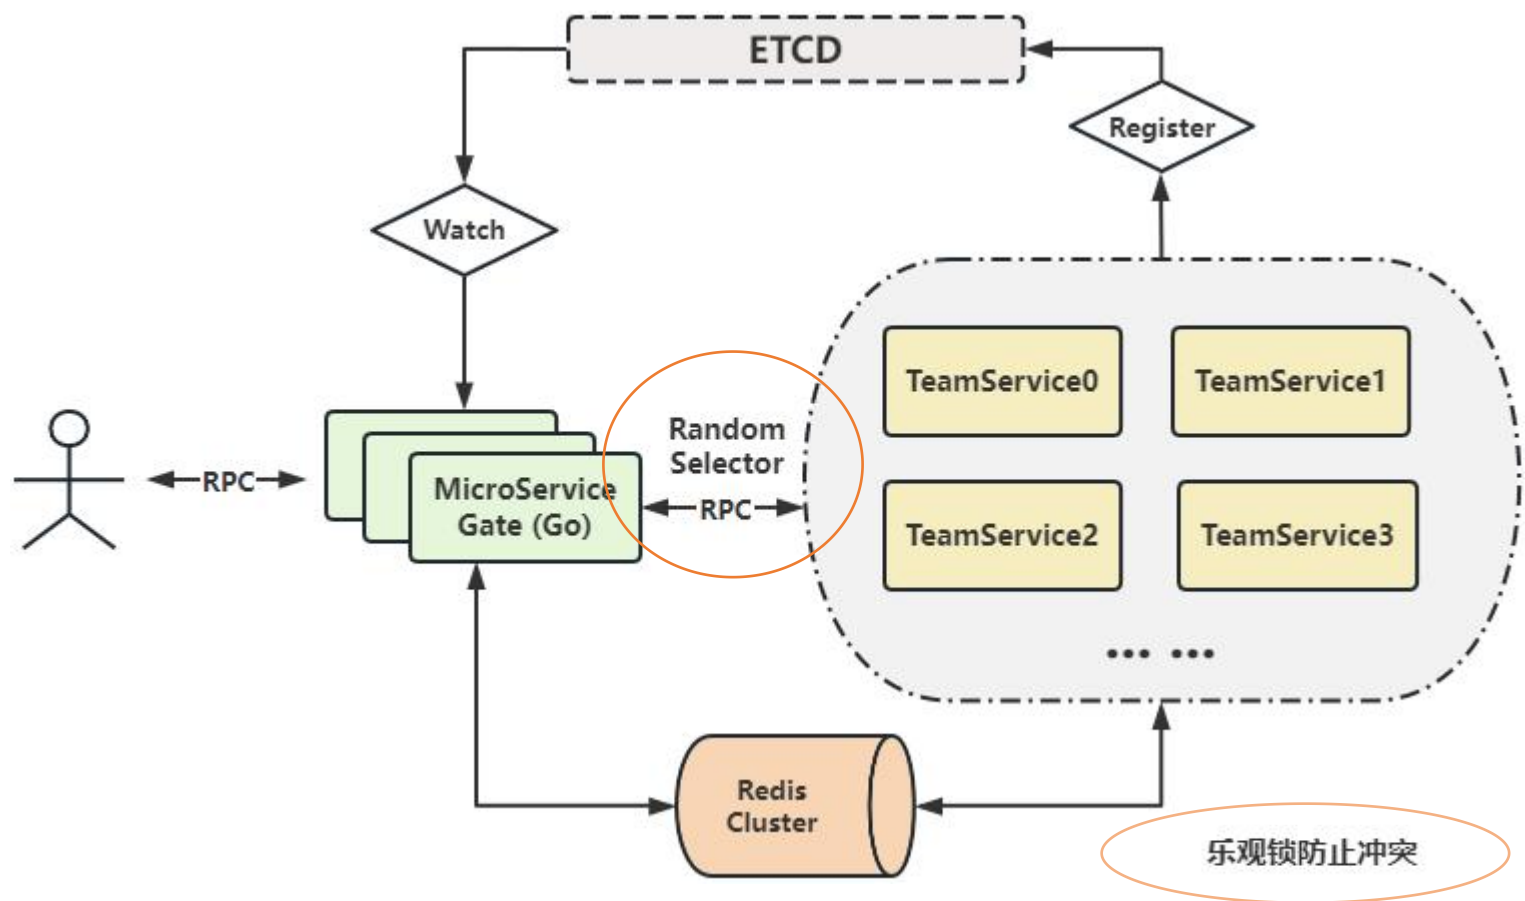 ETCD
Register
Watch
TeamService0
TeamService1
Random
Selector
RPC
MicroService
Gate (Go)
RPC
TeamService2
TeamService3
... ...
Redis
Cluster
乐观锁防止冲突